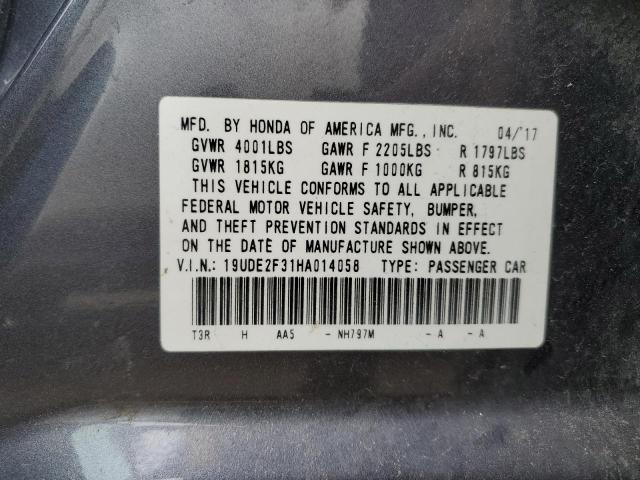 MFD. BY HONDA OF AMERICA MFG., INC. 04/'17
GVWR 4001LBS GAWR F 2205LBS R 1797LBS
GVWR 1815KG GAWR F 1000KG R 815KG
THIS VEHICLE CONFORMS TO ALL APPLICABLE
FEDERAL MOTOR VEHICLE SAFETY, BUMPER,
AND THEFT PREVENTION STANDARDS IN EFFECT
ON THE DATE OF MANUFACTURE SHOWN ABOVE.
V.I.N.: 19UDE2F31HA014058 TYPE: PASSENGER CAR
T3R H AA5 - NH797M - A - A